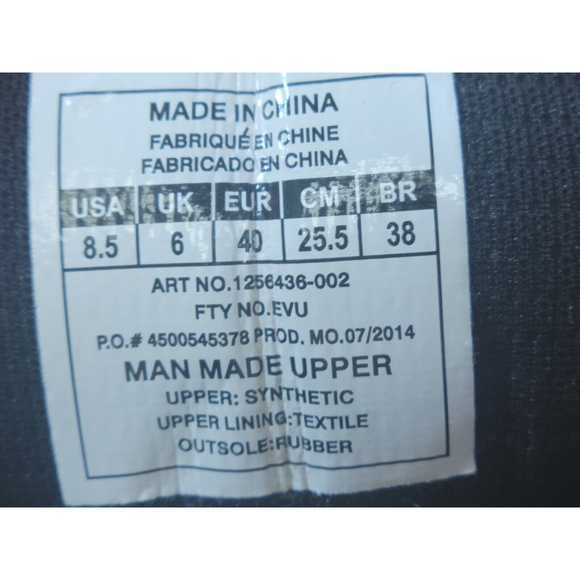 MADE IN CHINA
FABRIQUÉ EN CHINE
FABRICADO EN CHINA
USA UK EUR CM BR
8.5 6 40 25.5 38
ART NO.1256436-002
FTY NO.EVU
P.O.# 4500545378 PROD. MO.07/2014
MAN MADE UPPER
UPPER: SYNTHETIC
UPPER LINING:TEXTILE
OUTSOLE:RUBBER